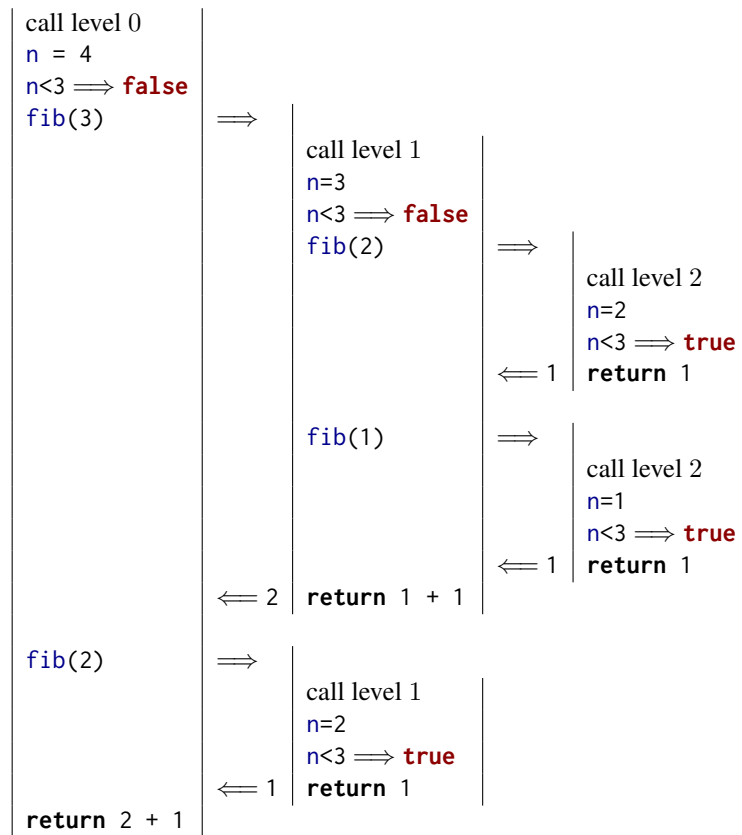 call level 0
n = 4
n<3 ⟹ false
fib(3) ⟹
call level 1
n=3
n<3 ⟹ false
fib(2) ⟹
call level 2
n=2
n<3 ⟹ true
⟸ 1 return 1
fib(1) ⟹
call level 2
n=1
n<3 ⟹ true
⟸ 1 return 1
⟸ 2 return 1 + 1
fib(2) ⟹
call level 1
n=2
n<3 ⟹ true
⟸ 1 return 1
return 2 + 1